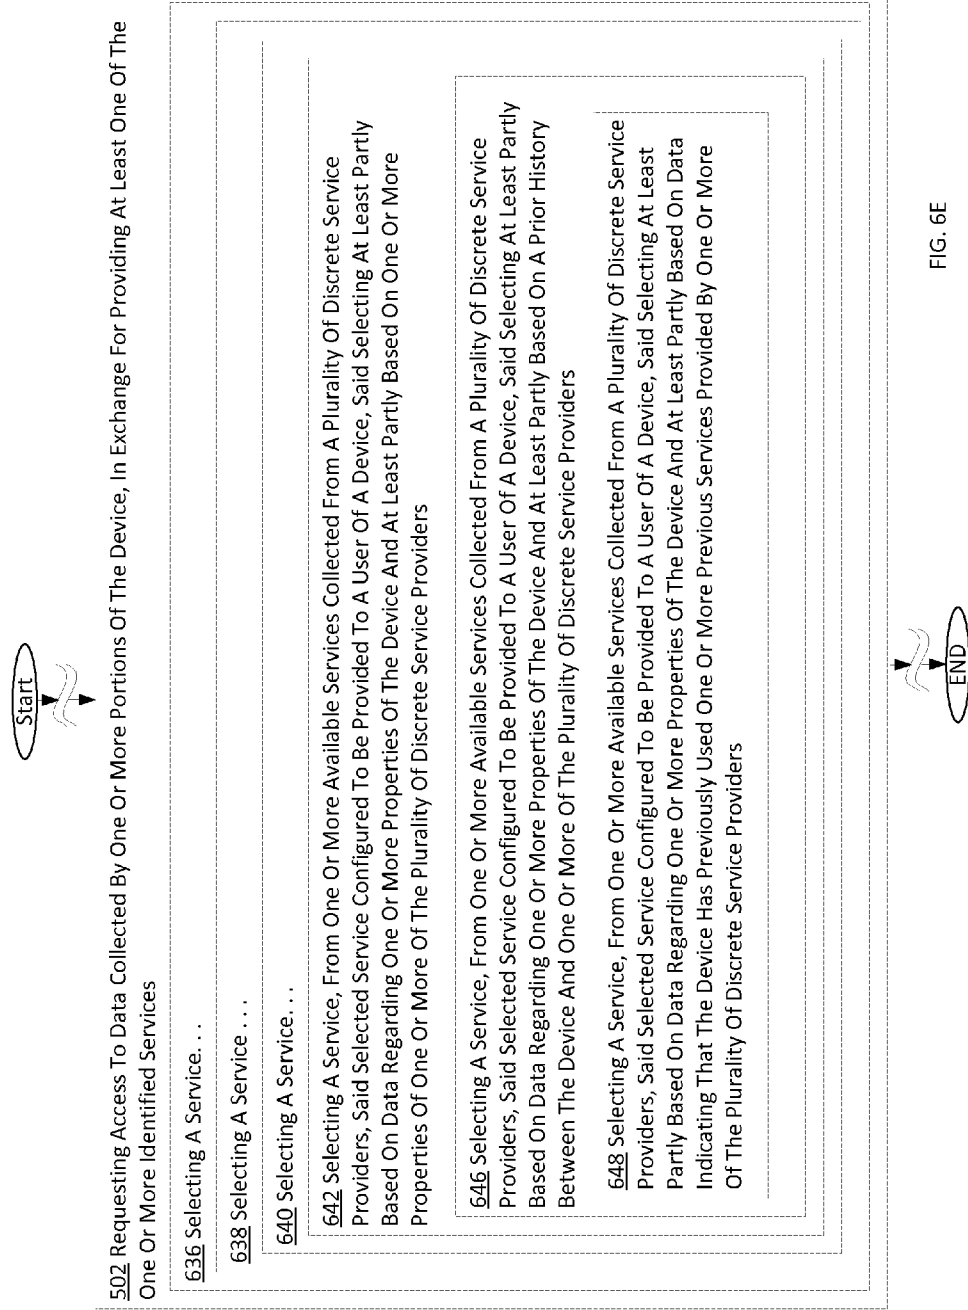 Start
502 Requesting Access To Data Collected By One Or More Portions Of The Device, In Exchange For Providing At Least One Of The
One Or More Identified Services
636 Selecting A Service. . .
638 Selecting A Service . . .
640 Selecting A Service. . .
642 Selecting A Service, From One Or More Available Services Collected From A Plurality Of Discrete Service
Providers, Said Selected Service Configured To Be Provided To A User Of A Device, Said Selecting At Least Partly
Based On Data Regarding One Or More Properties Of The Device And At Least Partly Based On One Or More
Properties Of One Or More Of The Plurality Of Discrete Service Providers
646 Selecting A Service, From One Or More Available Services Collected From A Plurality Of Discrete Service
Providers, Said Selected Service Configured To Be Provided To A User Of A Device, Said Selecting At Least Partly
Based On Data Regarding One Or More Properties Of The Device And At Least Partly Based On A Prior History
Between The Device And One Or More Of The Plurality Of Discrete Service Providers
648 Selecting A Service, From One Or More Available Services Collected From A Plurality Of Discrete Service
Providers, Said Selected Service Configured To Be Provided To A User Of A Device, Said Selecting At Least
Partly Based On Data Regarding One Or More Properties Of The Device And At Least Partly Based On Data
Indicating That The Device Has Previously Used One Or More Previous Services Provided By One Or More
Of The Plurality Of Discrete Service Providers
END
FIG. 6E